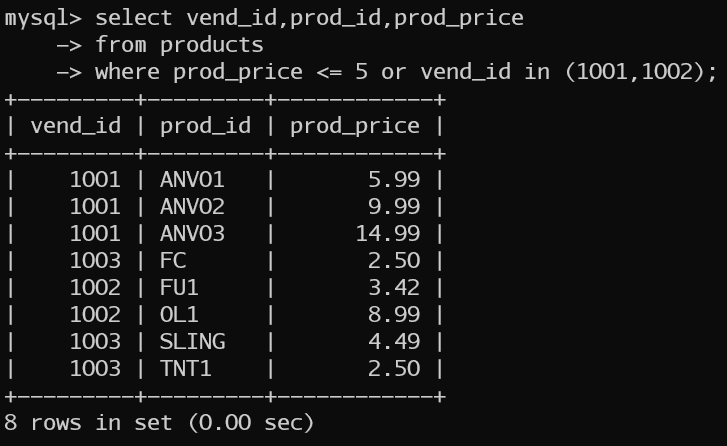 mysql> select vend_id,prod_id,prod_price
    -> from products
    -> where prod_price <= 5 or vend_id in (1001,1002);
+---------+---------+------------+
| vend_id | prod_id | prod_price |
+---------+---------+------------+
|    1001 | ANV01   |       5.99 |
|    1001 | ANV02   |       9.99 |
|    1001 | ANV03   |      14.99 |
|    1003 | FC      |       2.50 |
|    1002 | FU1     |       3.42 |
|    1002 | OL1     |       8.99 |
|    1003 | SLING   |       4.49 |
|    1003 | TNT1    |       2.50 |
+---------+---------+------------+
8 rows in set (0.00 sec)